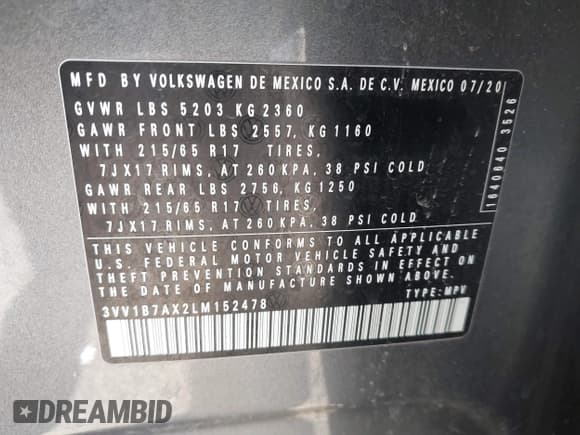 MFD BY VOLKSWAGEN DE MEXICO S.A. DE C.V. MEXICO 07/20
GVWR LBS 5203 KG 2360
GAWR FRONT LBS 2557, KG 1160
WITH 215/65 R17 TIRES,
7JX17 RIMS, AT 260 KPA, 38 PSI COLD
GAWR REAR LBS 2756, KG 1250
WITH 215/65 R17 TIRES,
7JX17 RIMS, AT 260 KPA, 38 PSI COLD
THIS VEHICLE CONFORMS TO ALL APPLICABLE
U.S. FEDERAL MOTOR VEHICLE SAFETY AND
THEFT PREVENTION STANDARDS IN EFFECT ON
THE DATE OF MANUFACTURE SHOWN ABOVE.
3VV1B7AX2LM152478 TYPE: MPV
1640640 3526
DREAMBID